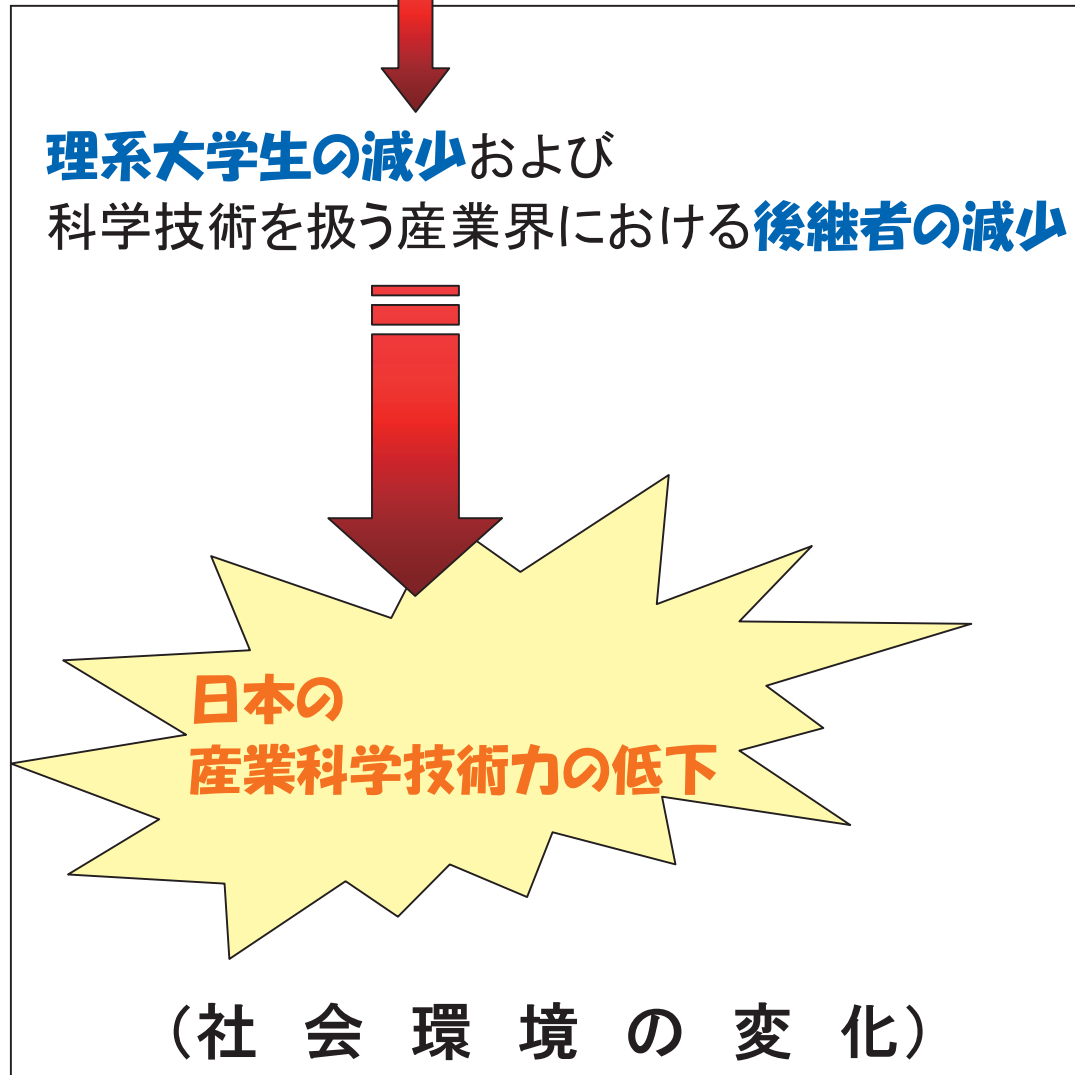 理系大学生の減少および
科学技術を扱う産業界における後継者の減少
日本の
産業科学技術力の低下
（社会環境の変化）